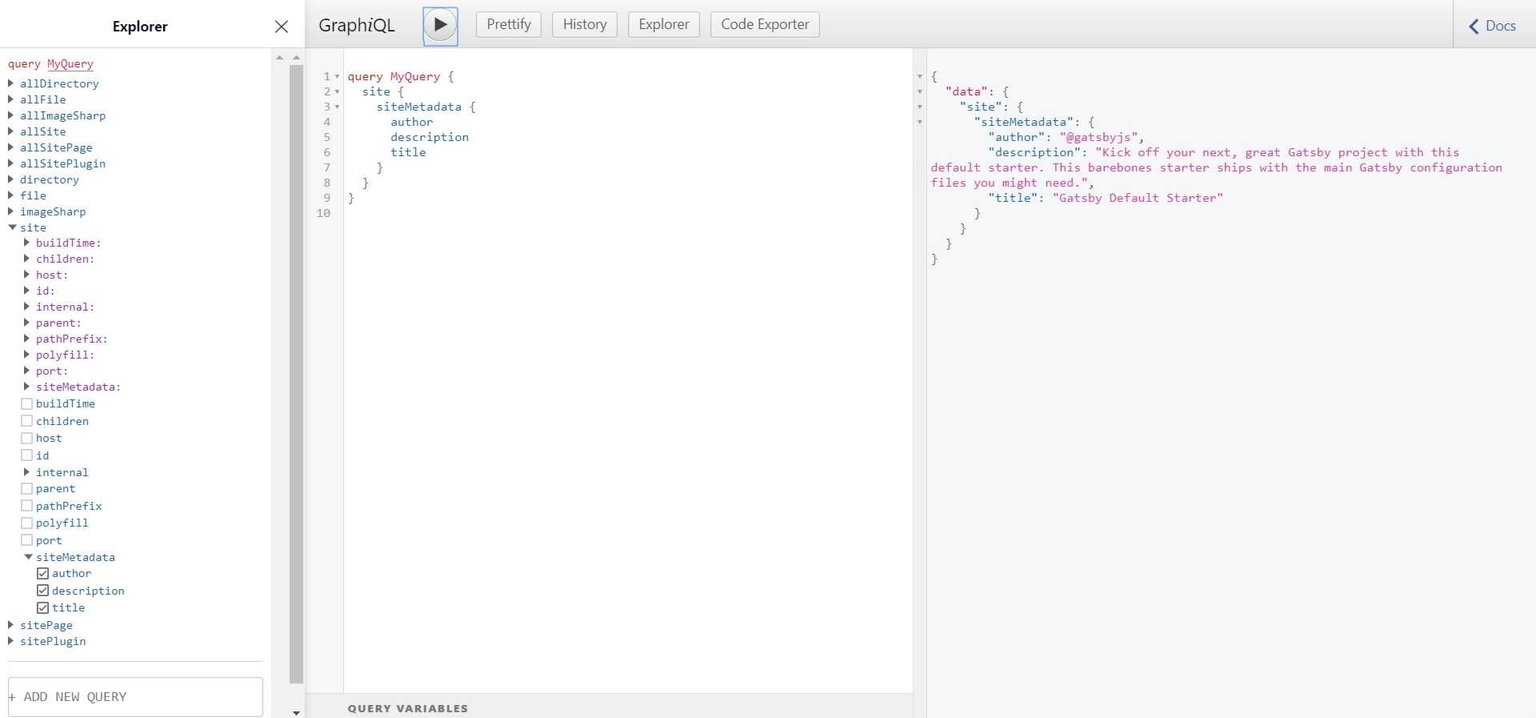 Explorer
query MyQuery
allDirectory
allFile
allImageSharp
allSite
allSitePage
allSitePlugin
directory
file
imageSharp
site
buildTime:
children:
host:
id:
internal:
parent:
pathPrefix:
polyfill:
port:
siteMetadata:
buildTime
children
host
id
internal
parent
pathPrefix
polyfill
port
siteMetadata
author
description
title
sitePage
sitePlugin
+ ADD NEW QUERY
GraphiQL Prettify History Explorer Code Exporter Docs
1 query MyQuery {
2 site {
3 siteMetadata {
4 author
5 description
6 title
7 }
8 }
9 }
10
QUERY VARIABLES
{
"data": {
"site": {
"siteMetadata": {
"author": "@gatsbyjs",
"description": "Kick off your next, great Gatsby project with this
default starter. This barebones starter ships with the main Gatsby configuration
files you might need.",
"title": "Gatsby Default Starter"
}
}
}
}